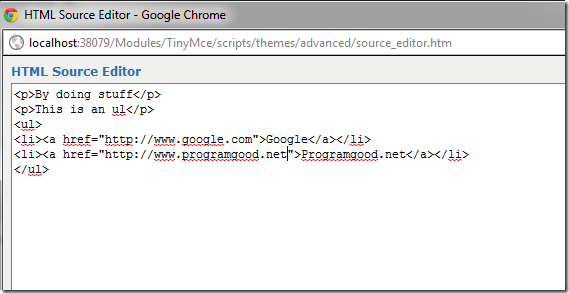 HTML Source Editor - Google Chrome
localhost:38079/Modules/TinyMce/scripts/themes/advanced/source_editor.htm
HTML Source Editor
<p>By doing stuff</p>
<p>This is an ul</p>
<ul>
<li><a href="http://www.google.com">Google</a></li>
<li><a href="http://www.programgood.net">Programgood.net</a></li>
</ul>